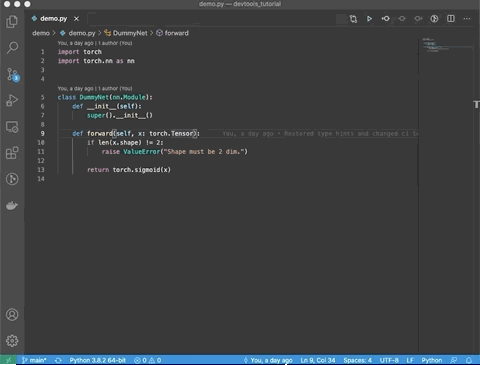 demo.py — devtools_tutorial
demo.py ×
demo > demo.py > DummyNet > forward
You, a day ago | 1 author (You)
1 import torch
2 import torch.nn as nn
3
4
You, a day ago | 1 author (You)
5 class DummyNet(nn.Module):
6 def __init__(self):
7 super().__init__()
8
9 def forward(self, x: torch.Tensor): You, a day ago • Restored type hints and changed ci
10 if len(x.shape) != 2:
11 raise ValueError("Shape must be 2 dim.")
12
13 return torch.sigmoid(x)
14
main* Python 3.8.2 64-bit 0 0 You, a day ago Ln 9, Col 34 Spaces: 4 UTF-8 LF Python